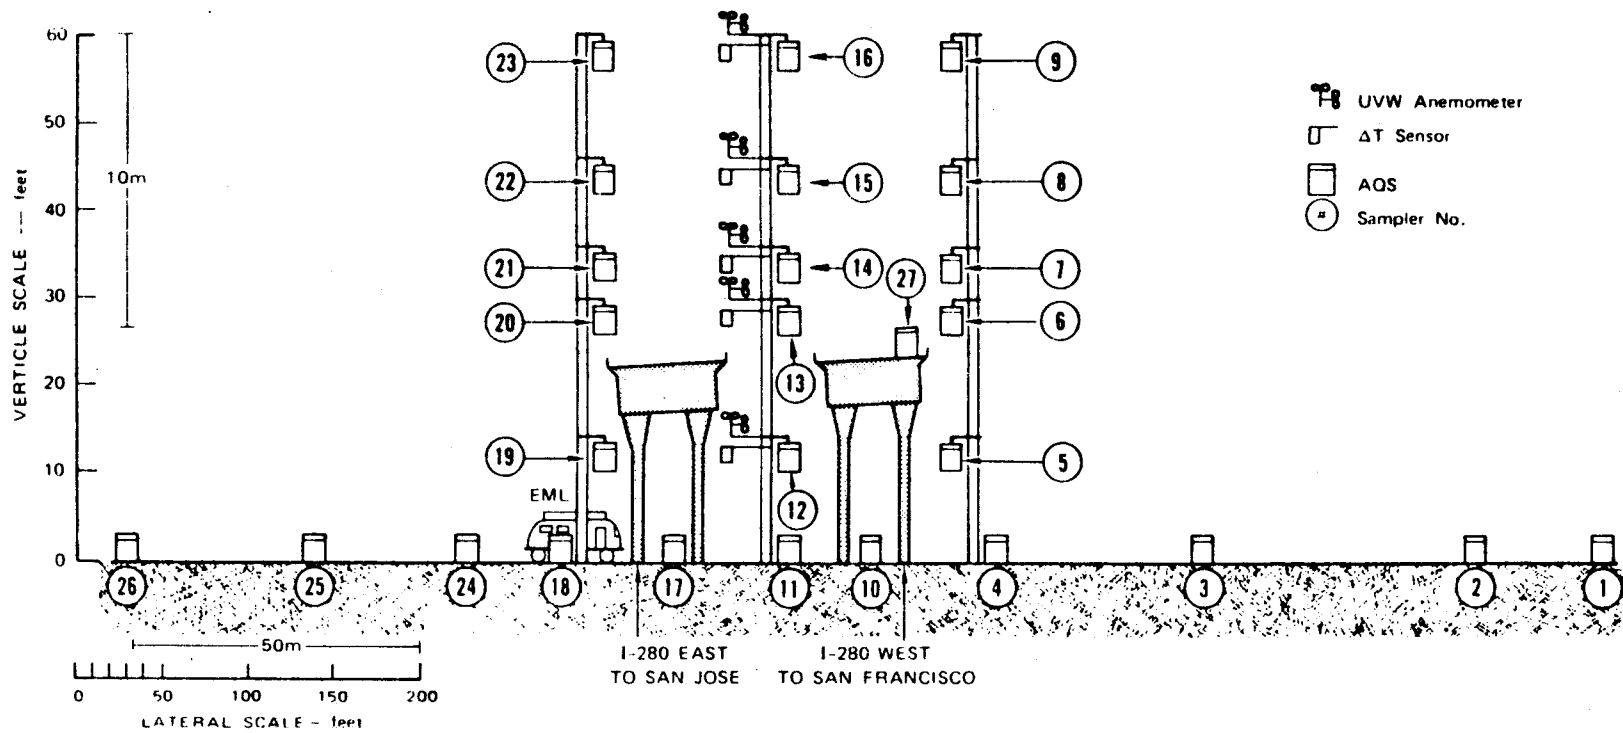 60
50
40
30
20
10
0
VERTICLE SCALE --- feet
10m
23
22
21
20
19
EML
16
15
14
13
12
27
9
8
7
6
5
UVW Anemometer
ΔT Sensor
AQS
# Sampler No.
26 25 24 18 17 11 10 4 3 2 1
50m
I-280 EAST
TO SAN JOSE
I-280 WEST
TO SAN FRANCISCO
0 50 100 150 200
LATERAL SCALE - feet